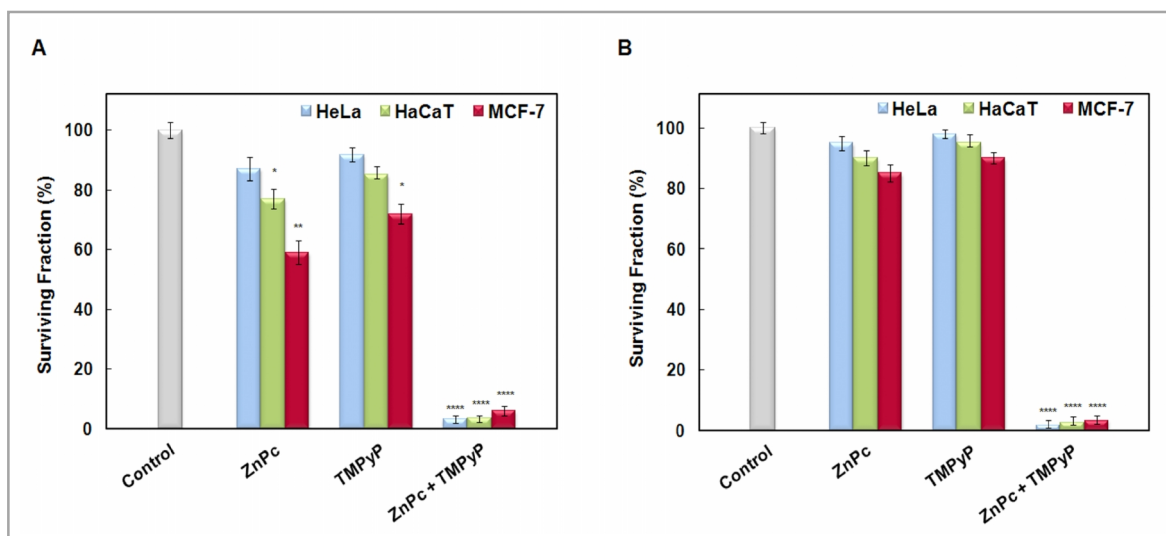 A
HeLa HaCaT MCF-7
Surviving Fraction (%)
100
80
60
40
20
0
*
**
*
**** **** ****
Control
ZnPc
TMPyP
ZnPc + TMPyP
B
HeLa HaCaT MCF-7
Surviving Fraction (%)
100
80
60
40
20
0
**** **** ****
Control
ZnPc
TMPyP
ZnPc + TMPyP